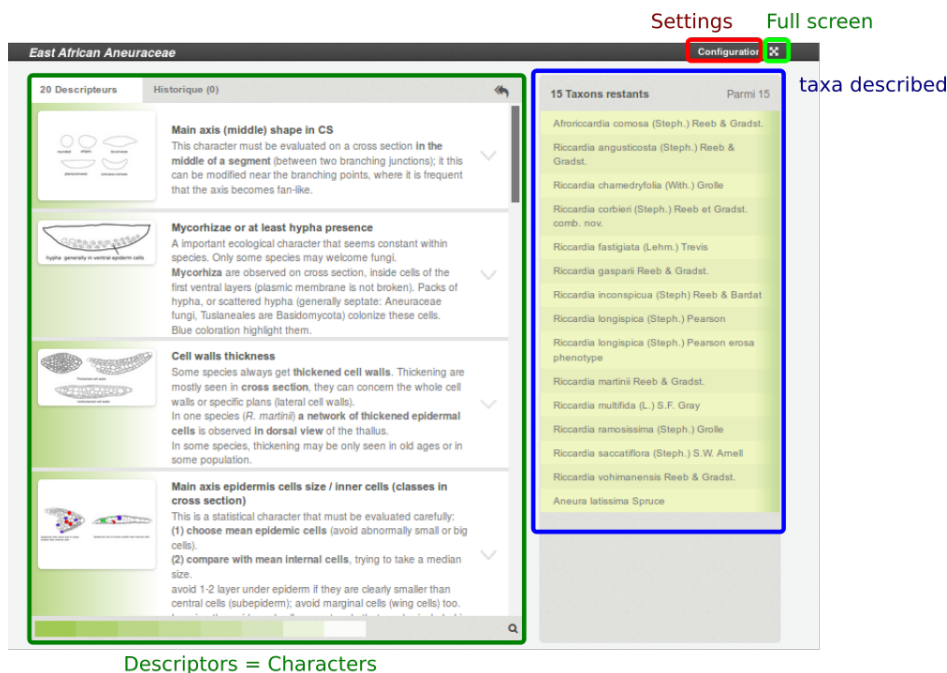 Settings
Full screen
East African Aneuraceae
Configuration
taxa described
20 Descripteurs
Historique (0)
Main axis (middle) shape in CS
This character must be evaluated on a cross section in the
middle of a segment (between two branching junctions); it this
can be modified near the branching points, where it is frequent
that the axis becomes fan-like.
Mycorhizae or at least hypha presence
A important ecological character that seems constant within
species. Only some species may welcome fungi.
Mycorhiza are observed on cross section, inside cells of the
first ventral layers (plasmic membrane is not broken). Packs of
hypha, or scattered hypha (generally septate: Aneuraceae
fungi, Tuslaneales are Basidomycota) colonize these cells.
Blue coloration highlight them.
hypha generally in ventral epiderm cells
Cell walls thickness
Some species always get thickened cell walls. Thickening are
mostly seen in cross section, they can concern the whole cell
walls or specific plans (lateral cell walls).
In one species (R. martinii) a network of thickened epidermal
cells is observed in dorsal view of the thallus.
In some species, thickening may be only seen in old ages or in
some population.
Main axis epidermis cells size / inner cells (classes in
cross section)
This is a statistical character that must be evaluated carefully:
(1) choose mean epidemic cells (avoid abnormally small or big
cells).
(2) compare with mean internal cells, trying to take a median
size.
avoid 1-2 layer under epiderm if they are clearly smaller than
central cells (subepiderm); avoid marginal cells (wing cells) too.
15 Taxons restants
Parmi 15
Afroriccardia comosa (Steph.) Reeb & Gradst.
Riccardia angusticosta (Steph.) Reeb &
Gradst.
Riccardia chamedryfolia (With.) Grolle
Riccardia corbieri (Steph.) Reeb et Gradst.
comb. nov.
Riccardia fastigiata (Lehm.) Trevis
Riccardia gasparii Reeb & Gradst.
Riccardia inconspicua (Steph) Reeb & Bardat
Riccardia longispica (Steph.) Pearson
Riccardia longispica (Steph.) Pearson erosa
phenotype
Riccardia martinii Reeb & Gradst.
Riccardia multifida (L.) S.F. Gray
Riccardia ramosissima (Steph.) Grolle
Riccardia saccatiflora (Steph.) S.W. Arnell
Riccardia vohimanensis Reeb & Gradst.
Aneura latissima Spruce
Descriptors = Characters